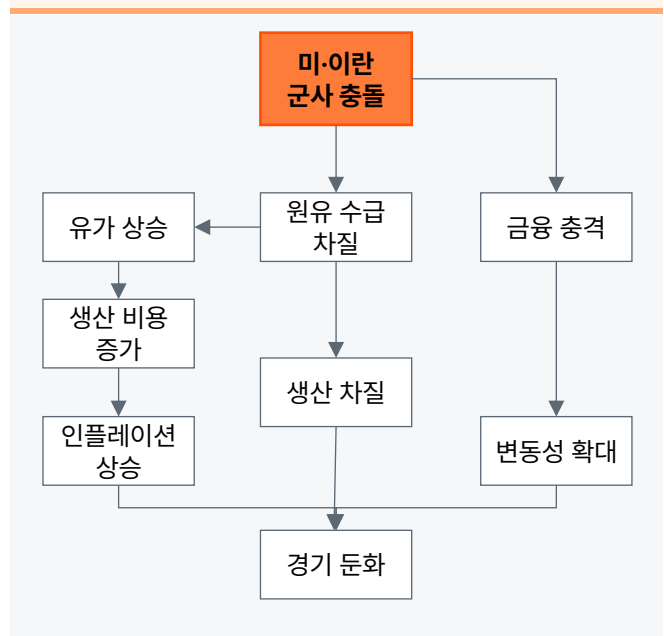 미·이란
군사 충돌
유가 상승
원유 수급
차질
금융 충격
생산 비용
증가
생산 차질
인플레이션
상승
변동성 확대
경기 둔화